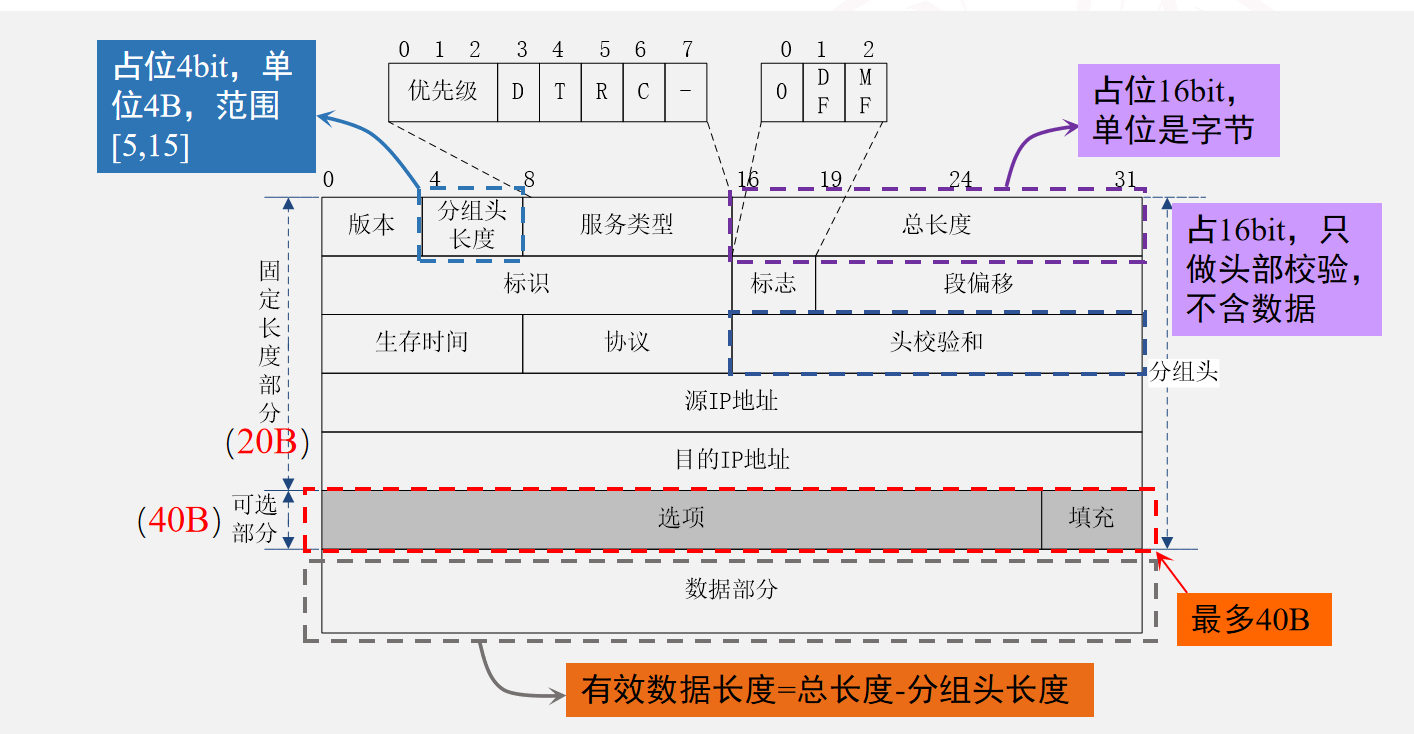 占位4bit，单
位4B，范围
[5,15]
0 1 2 3 4 5 6 7
优先级 D T R C -
0 1 2
0 DF MF
占位16bit，
单位是字节
0 4 8 16 19 24 31
版本 分组头长度 服务类型 总长度
标识 标志 段偏移
生存时间 协议 头校验和
源IP地址
目的IP地址
选项 填充
数据部分
固定长度部分
(20B)
可选
部分
(40B)
占16bit，只
做头部校验，
不含数据
分组头
最多40B
有效数据长度=总长度-分组头长度